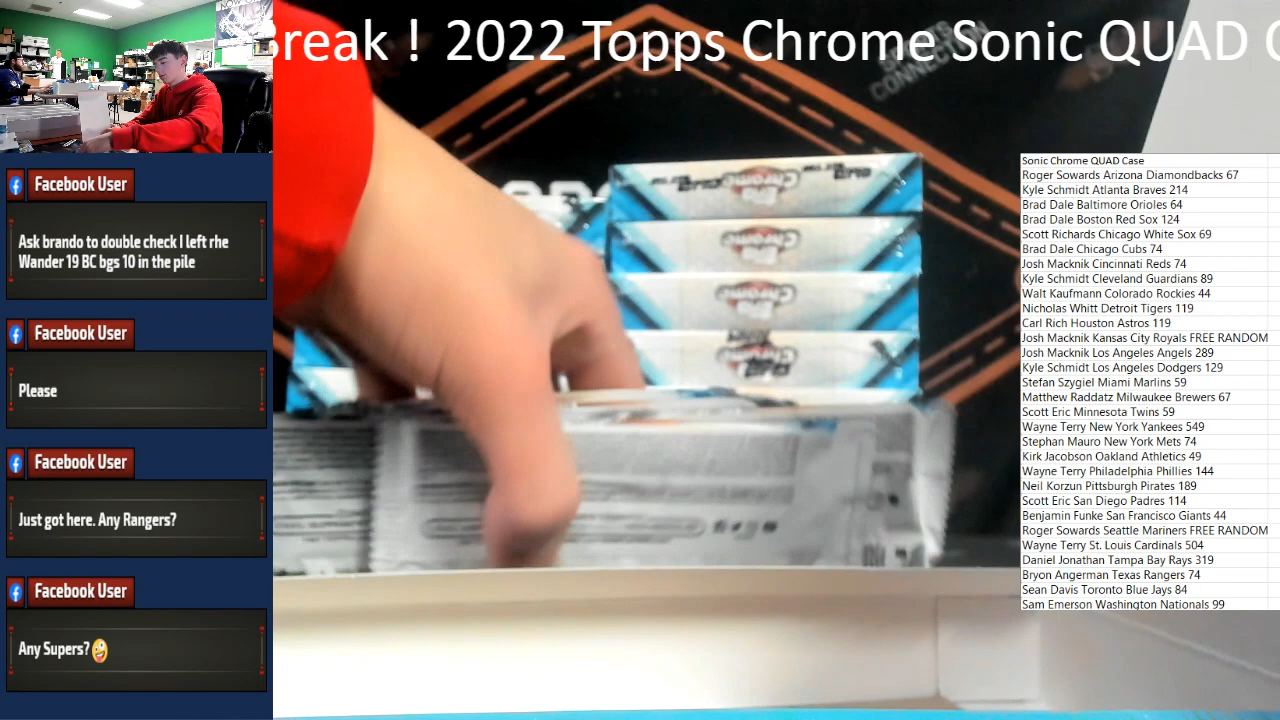 Break ! 2022 Topps Chrome Sonic QUAD C
CONNECTION
Facebook User
Ask brando to double check I left rhe
Wander 19 BC bgs 10 in the pile
Facebook User
Please
Facebook User
Just got here. Any Rangers?
Facebook User
Any Supers?🤪
Topps
Chrome
Topps
Chrome
Topps
Chrome
Topps
Chrome
Sonic Chrome QUAD Case
Roger Sowards Arizona Diamondbacks 67
Kyle Schmidt Atlanta Braves 214
Brad Dale Baltimore Orioles 64
Brad Dale Boston Red Sox 124
Scott Richards Chicago White Sox 69
Brad Dale Chicago Cubs 74
Josh Macknik Cincinnati Reds 74
Kyle Schmidt Cleveland Guardians 89
Walt Kaufmann Colorado Rockies 44
Nicholas Whitt Detroit Tigers 119
Carl Rich Houston Astros 119
Josh Macknik Kansas City Royals FREE RANDOM
Josh Macknik Los Angeles Angels 289
Kyle Schmidt Los Angeles Dodgers 129
Stefan Szygiel Miami Marlins 59
Matthew Raddatz Milwaukee Brewers 67
Scott Eric Minnesota Twins 59
Wayne Terry New York Yankees 549
Stephan Mauro New York Mets 74
Kirk Jacobson Oakland Athletics 49
Wayne Terry Philadelphia Phillies 144
Neil Korzun Pittsburgh Pirates 189
Scott Eric San Diego Padres 114
Benjamin Funke San Francisco Giants 44
Roger Sowards Seattle Mariners FREE RANDOM
Wayne Terry St. Louis Cardinals 504
Daniel Jonathan Tampa Bay Rays 319
Bryon Angerman Texas Rangers 74
Sean Davis Toronto Blue Jays 84
Sam Emerson Washington Nationals 99